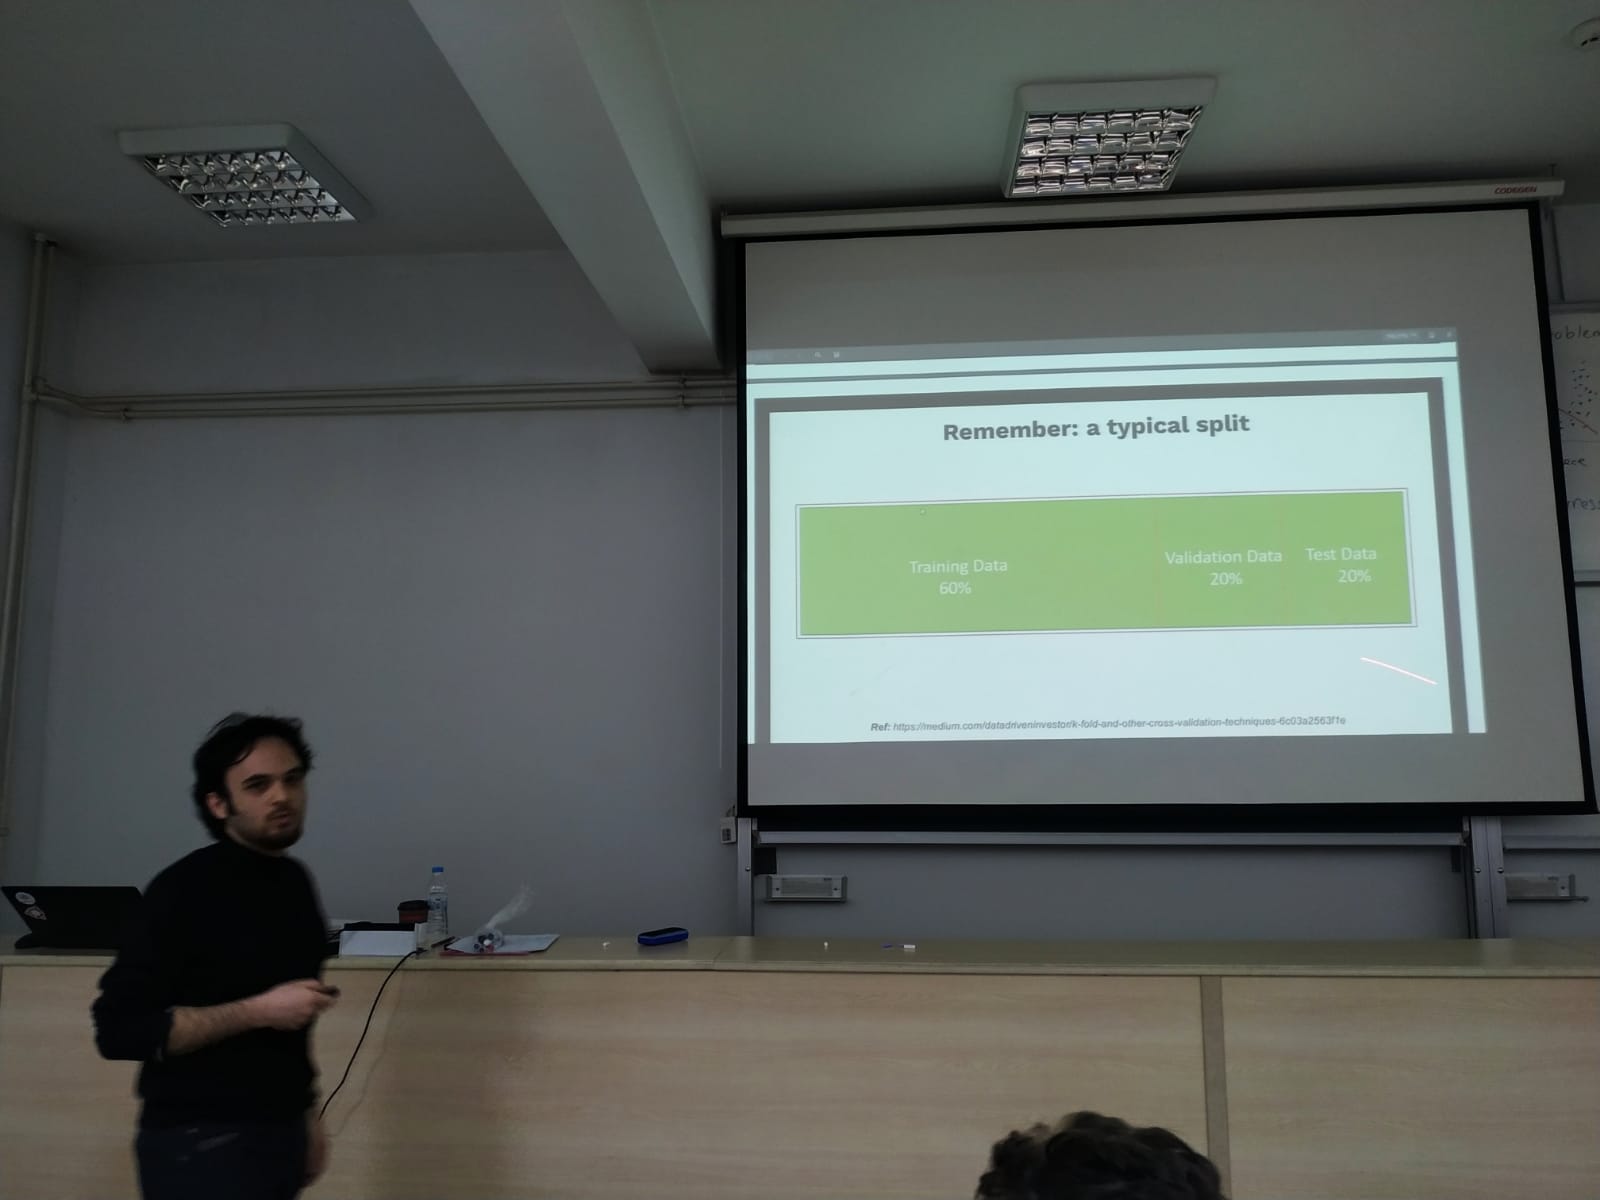 CODEGEN
Remember: a typical split
Training Data
60%
Validation Data
20%
Test Data
20%
Ref: https://medium.com/datadriveninvestor/k-fold-and-other-cross-validation-techniques-6c03a2563f1e